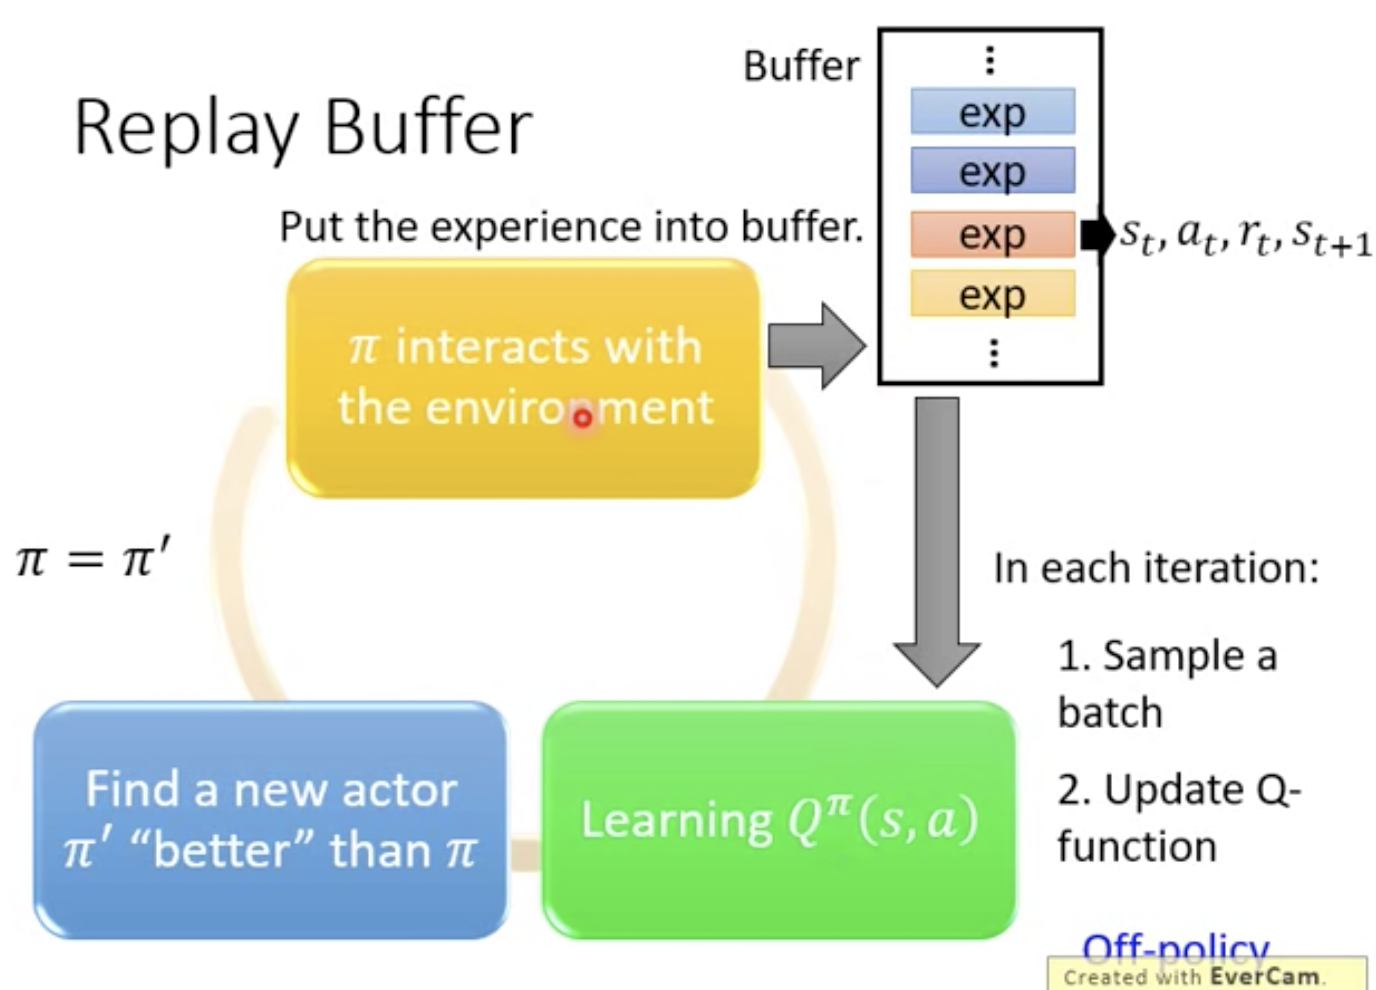 Replay Buffer
Buffer
⋮
exp
exp
exp
exp
⋮
s_t, a_t, r_t, s_{t+1}
Put the experience into buffer.
π interacts with
the environment
π = π′
In each iteration:
1. Sample a
batch
2. Update Q-
function
Find a new actor
π′ “better” than π
Learning Q^π(s, a)
Off-policy
Created with EverCam.